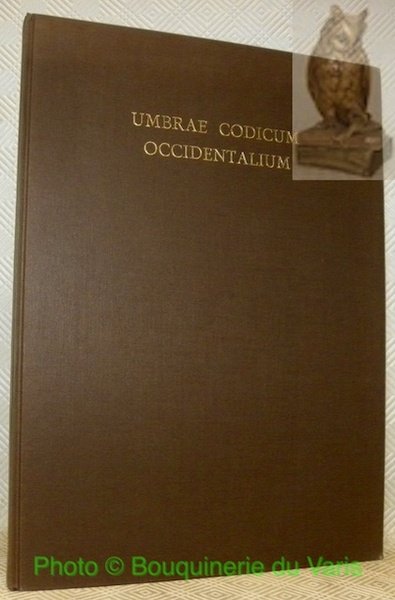 UMBRAE CODICUM
OCCIDENTALIUM
Photo © Bouquinerie du Varis